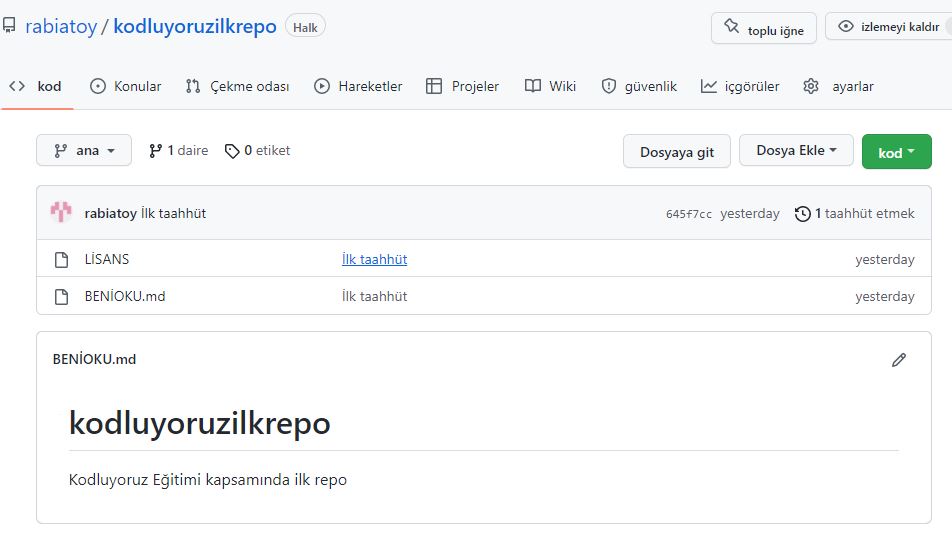 rabiatoy / kodluyoruzilkrepo Halk toplu iğne izlemeyi kaldır
kod Konular Çekme odası Hareketler Projeler Wiki güvenlik içgörüler ayarlar
ana 1 daire 0 etiket Dosyaya git Dosya Ekle kod
rabiatoy İlk taahhüt 645f7cc yesterday 1 taahhüt etmek
LİSANS İlk taahhüt yesterday
BENİOKU.md İlk taahhüt yesterday
BENİOKU.md
kodluyoruzilkrepo
Kodluyoruz Eğitimi kapsamında ilk repo